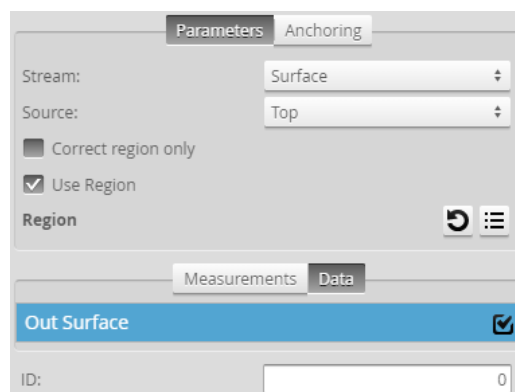 Parameters Anchoring
Stream: Surface
Source: Top
Correct region only
Use Region
Region
Measurements Data
Out Surface
ID: 0